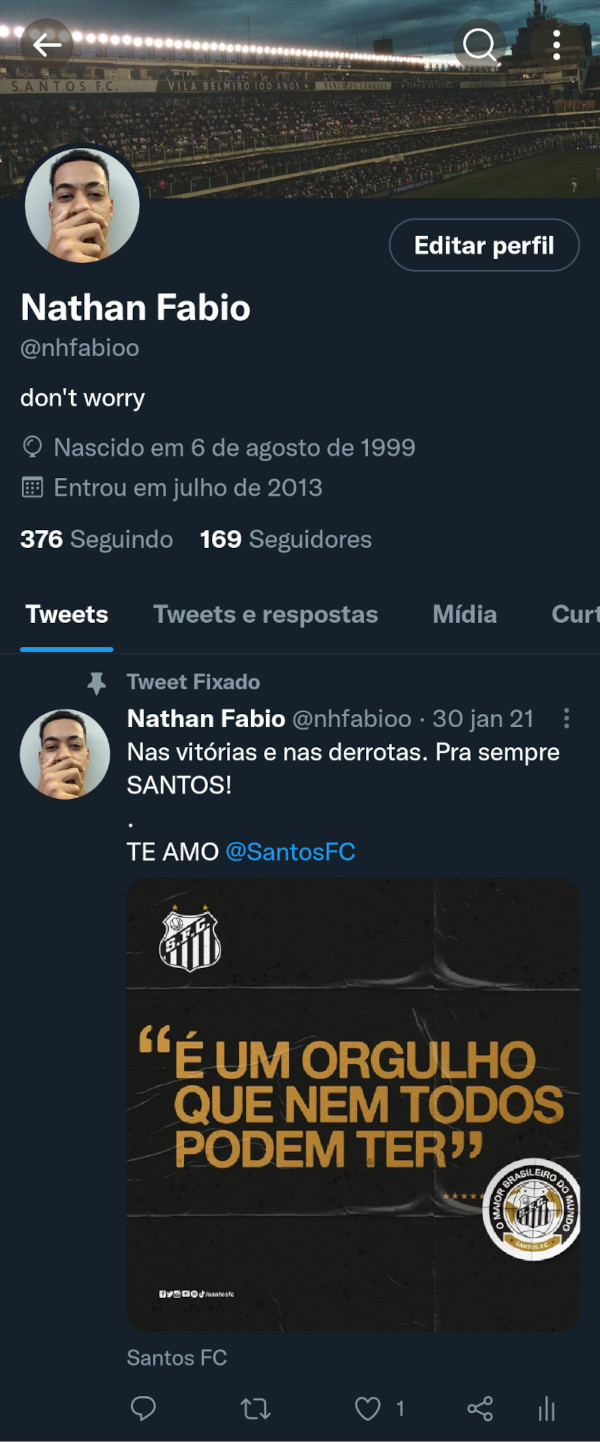 SANTOS F.C.
VILA BELMIRO 100 ANOS
Editar perfil
Nathan Fabio
@nhfabioo
don't worry
Nascido em 6 de agosto de 1999
Entrou em julho de 2013
376 Seguindo 169 Seguidores
Tweets Tweets e respostas Mídia Curt
Tweet Fixado
Nathan Fabio @nhfabioo · 30 jan 21
Nas vitórias e nas derrotas. Pra sempre
SANTOS!
.
TE AMO @SantosFC
S.F.C.
“É UM ORGULHO
QUE NEM TODOS
PODEM TER”
O MAIOR BRASILEIRO DO MUNDO
SANTOS F.C.
/santosfc
Santos FC
1